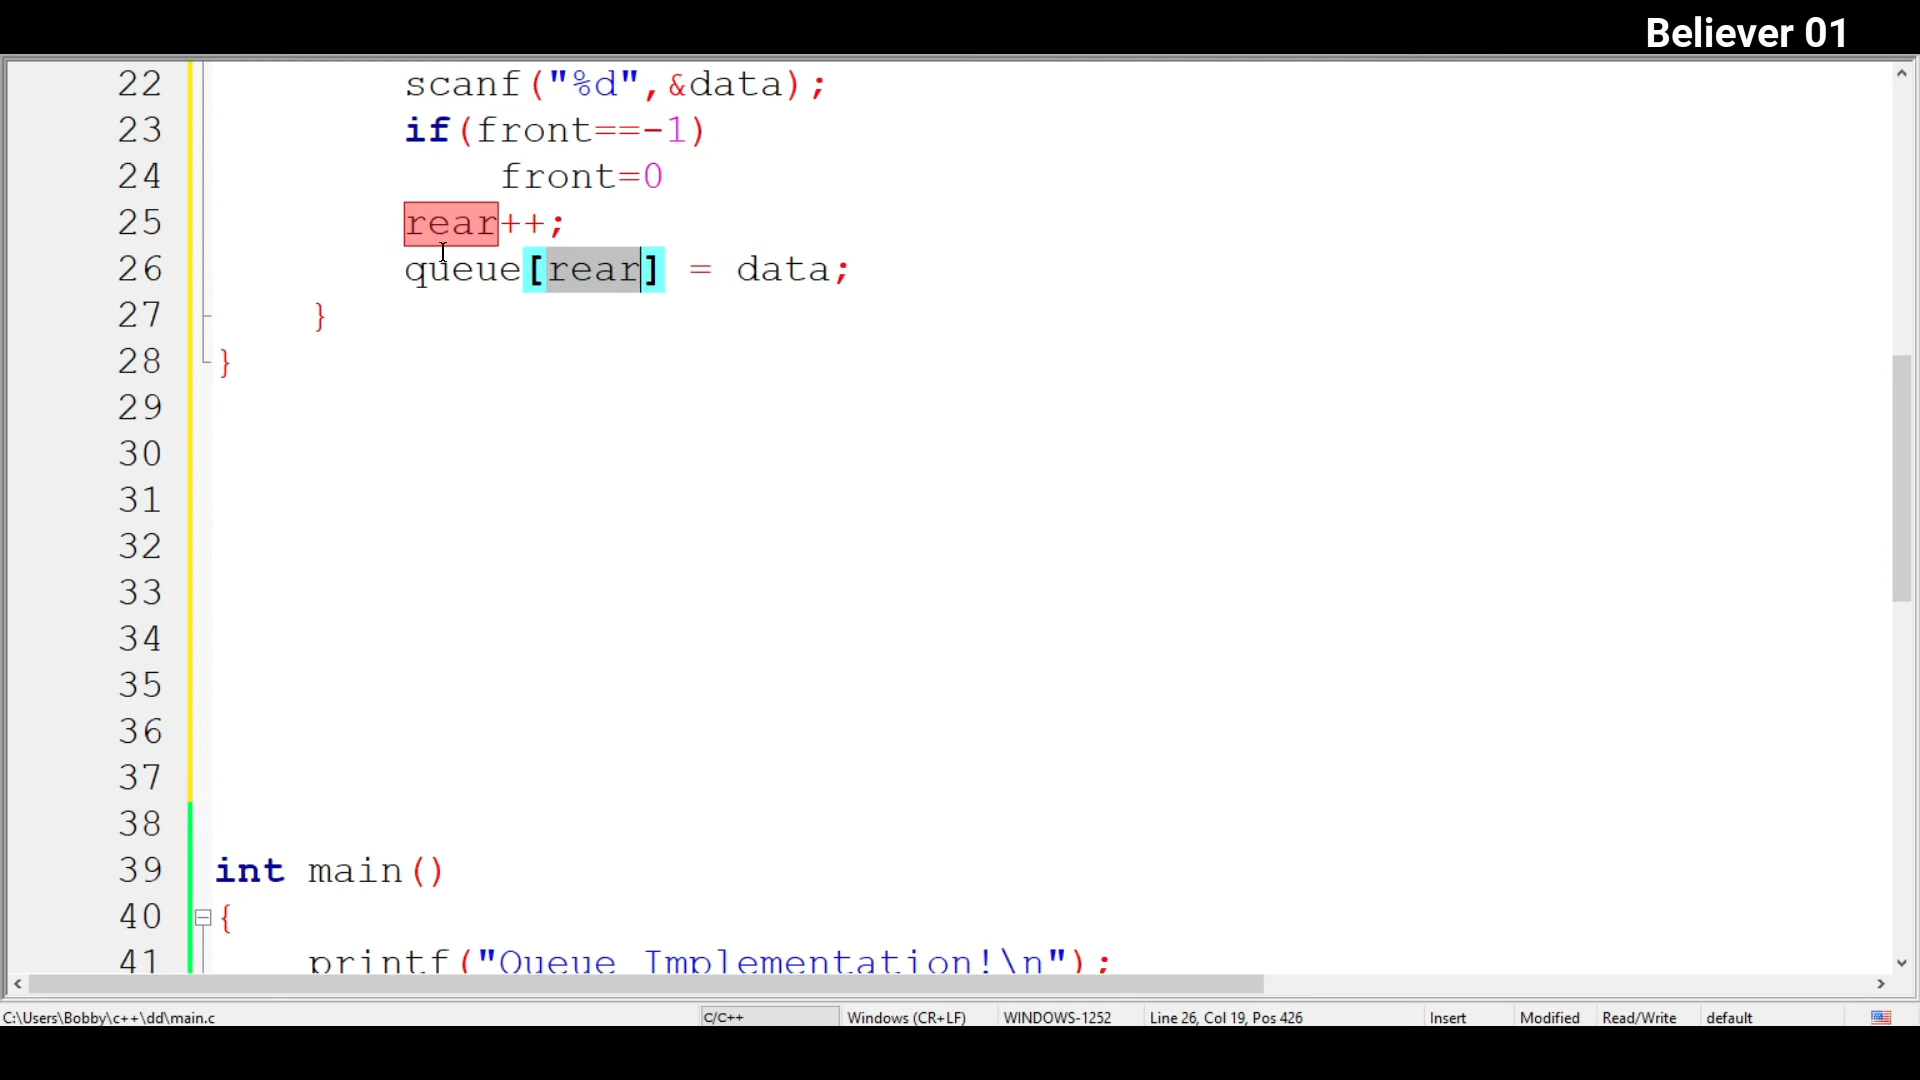 Believer 01
22 scanf("%d",&data);
23 if(front==-1)
24 front=0
25 rear++;
26 queue[rear] = data;
27 }
28 }
29
30
31
32
33
34
35
36
37
38
39 int main()
40 {
41 printf("Queue Implementation!\n");
C:\Users\Bobby\c++\dd\main.c C/C++ Windows (CR+LF) WINDOWS-1252 Line 26, Col 19, Pos 426 Insert Modified Read/Write default